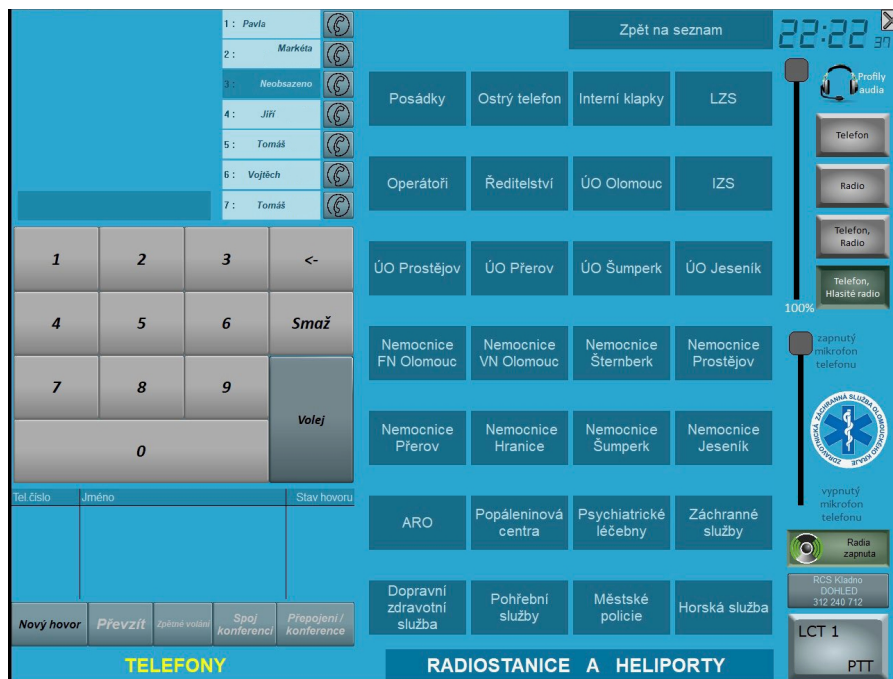 1 : Pavla
2 : Markéta
3 : Neobsazeno
4 : Jiří
5 : Tomáš
6 : Vojtěch
7 : Tomáš
1 2 3 <-
4 5 6 Smaž
7 8 9
Volej
0
Tel.číslo Jméno Stav hovoru
Nový hovor Převzít Zpětné volání Spoj konferenci Přepojení / konference
TELEFONY
Zpět na seznam
Posádky Ostrý telefon Interní klapky LZS
Operátoři Ředitelství ÚO Olomouc IZS
ÚO Prostějov ÚO Přerov ÚO Šumperk ÚO Jeseník
Nemocnice FN Olomouc
Nemocnice VN Olomouc
Nemocnice Šternberk
Nemocnice Prostějov
Nemocnice Přerov
Nemocnice Hranice
Nemocnice Šumperk
Nemocnice Jeseník
ARO
Popáleninová centra
Psychiatrické léčebny
Záchranné služby
Dopravní zdravotní služba
Pohřební služby
Městské policie
Horská služba
RADIOSTANICE A HELIPORTY
22:22 37
Profily
audia
Telefon
Radio
Telefon,
Radio
Telefon,
Hlasité radio
100%
zapnutý
mikrofon
telefonu
ZDRAVOTNICKÁ ZÁCHRANNÁ SLUŽBA OLOMOUCKÉHO KRAJE
vypnutý
mikrofon
telefonu
Radia
zapnuta
RCS Kladno
DOHLED
312 240 712
LCT 1
PTT